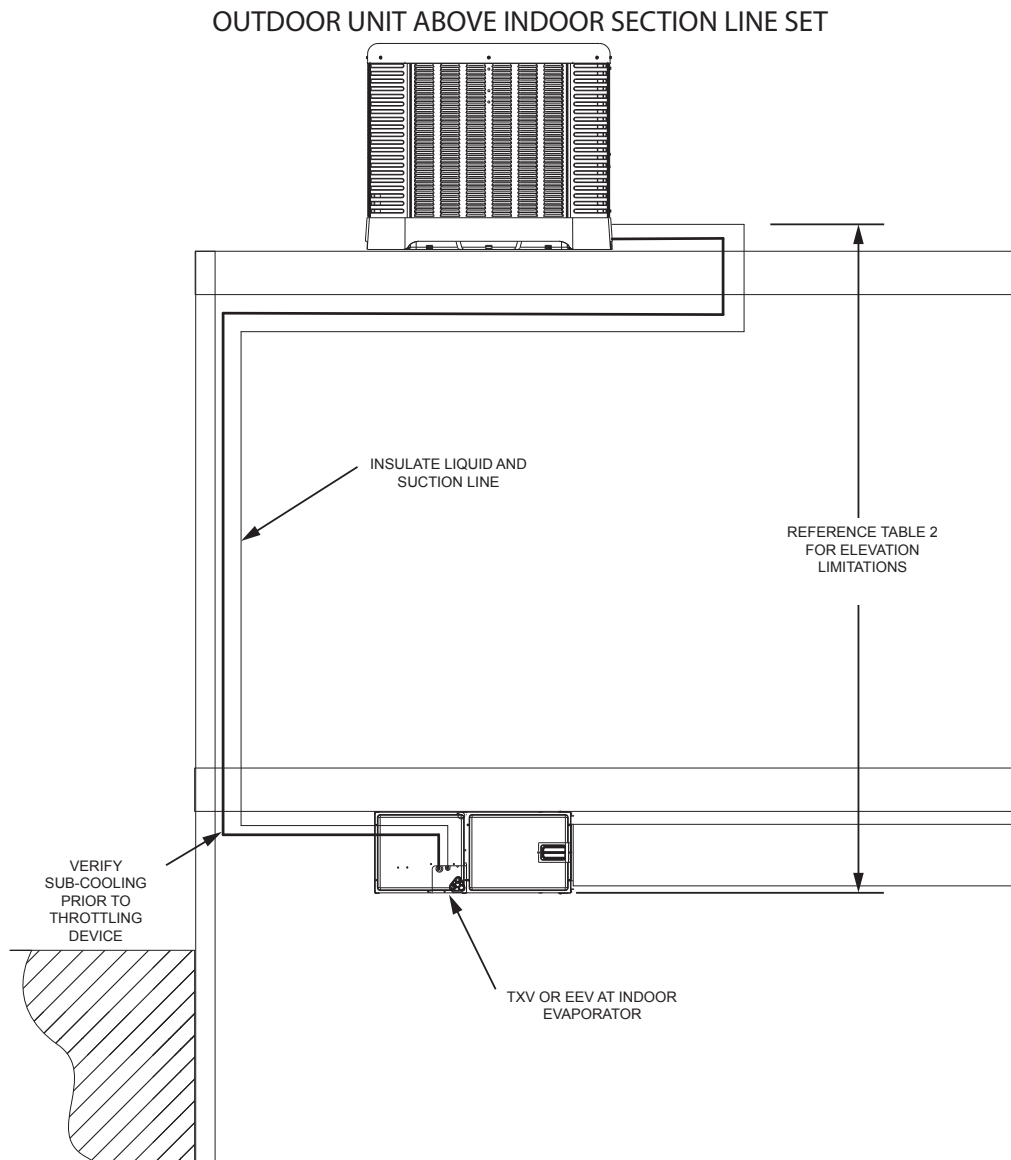 OUTDOOR UNIT ABOVE INDOOR SECTION LINE SET
INSULATE LIQUID AND
SUCTION LINE
REFERENCE TABLE 2
FOR ELEVATION
LIMITATIONS
VERIFY
SUB-COOLING
PRIOR TO
THROTTLING
DEVICE
TXV OR EEV AT INDOOR
EVAPORATOR